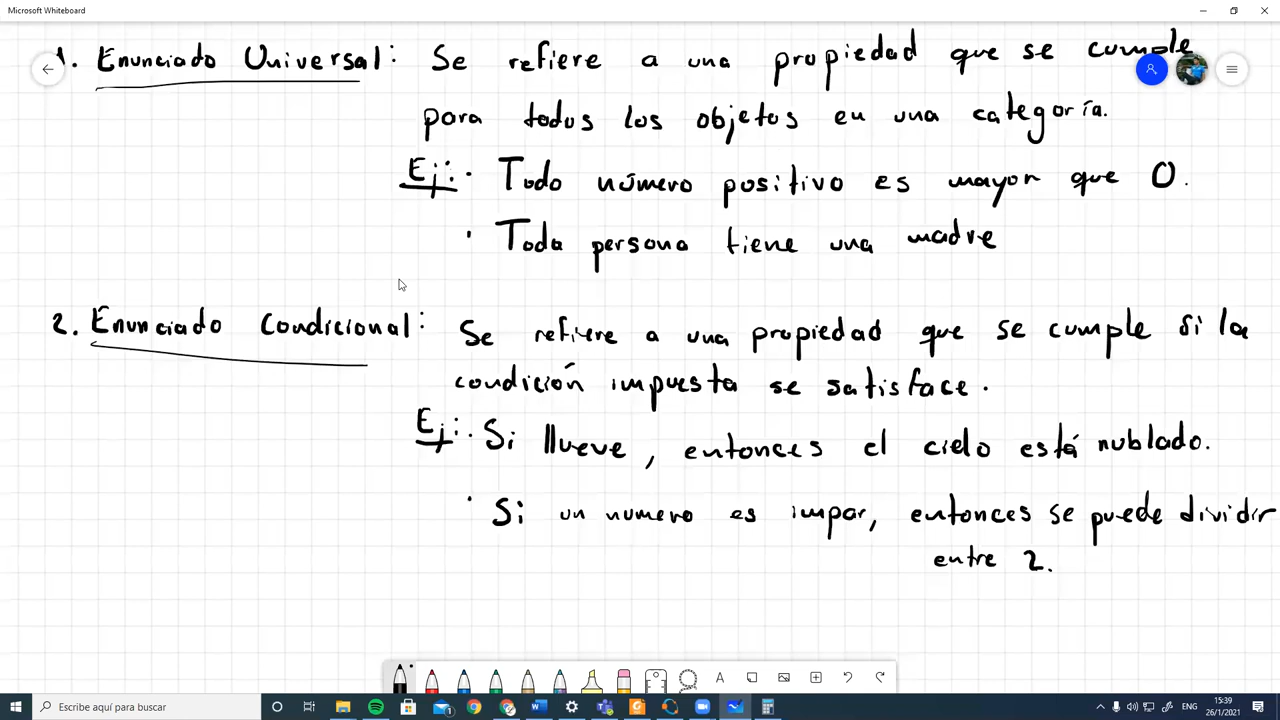 Microsoft Whiteboard
1. Enunciado Universal: Se refiere a una propiedad que se cumple
para todos los objetos en una categoría.
Ej: · Todo número positivo es mayor que 0.
· Toda persona tiene una madre
2. Enunciado Condicional: Se refiere a una propiedad que se cumple si la
condición impuesta se satisface.
Ej: · Si llueve, entonces el cielo está nublado.
· Si un numero es impar, entonces se puede dividir
entre 2.
Escribe aquí para buscar
ENG
15:39
26/1/2021